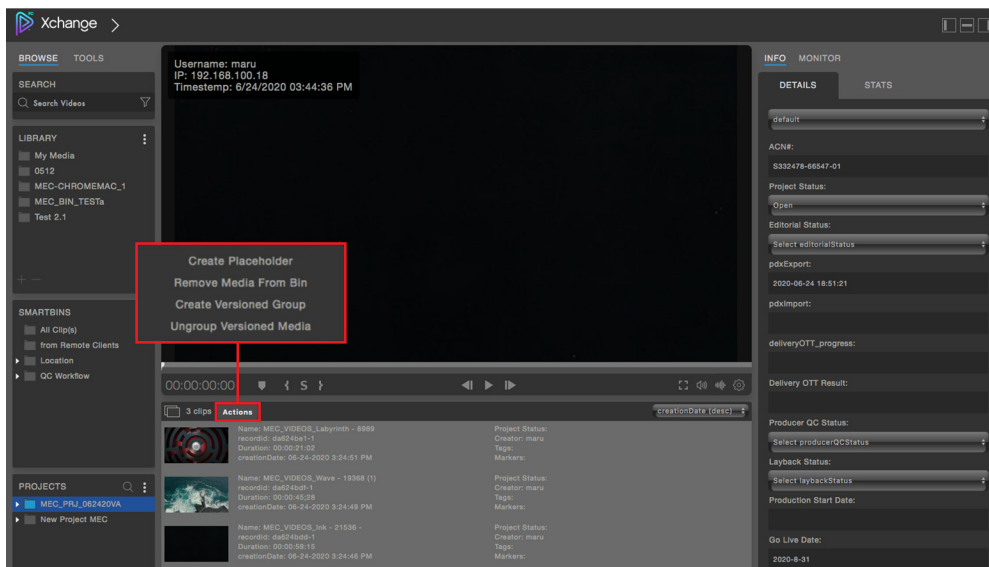 Xchange >
BROWSE TOOLS
SEARCH
Search Videos
LIBRARY
My Media
0512
MEC-CHROMEMAC_1
MEC_BIN_TESTa
Test 2.1
SMARTBINS
All Clip(s)
from Remote Clients
Location
QC Workflow
PROJECTS
MEC_PRJ_062420VA
New Project MEC
Username: maru
IP: 192.168.100.18
Timestemp: 6/24/2020 03:44:36 PM
Create Placeholder
Remove Media From Bin
Create Versioned Group
Ungroup Versioned Media
00:00:00:00 { S }
3 clips Actions creationDate (desc)
Name: MEC_VIDEOS_Labyrinth - 8989 Project Status:
recordid: da624be1-1 Creator: maru
Duration: 00:00:21:02 Tags:
creationDate: 06-24-2020 3:24:51 PM Markers:
Name: MEC_VIDEOS_Wave - 19368 (1) Project Status:
recordid: da624bdf-1 Creator: maru
Duration: 00:00:45;28 Tags:
creationDate: 06-24-2020 3:24:49 PM Markers:
Name: MEC_VIDEOS_Ink - 21536 - Project Status:
recordid: da624bdd-1 Creator: maru
Duration: 00:00:59:15 Tags:
creationDate: 06-24-2020 3:24:46 PM Markers:
INFO MONITOR
DETAILS STATS
default
ACN#:
S332478-66547-01
Project Status:
Open
Editorial Status:
Select editorialStatus
pdxExport:
2020-06-24 18:51:21
pdxImport:
deliveryOTT_progress:
Delivery OTT Result:
Producer QC Status:
Select producerQCStatus
Layback Status:
Select laybackStatus
Production Start Date:
Go Live Date:
2020-8-31